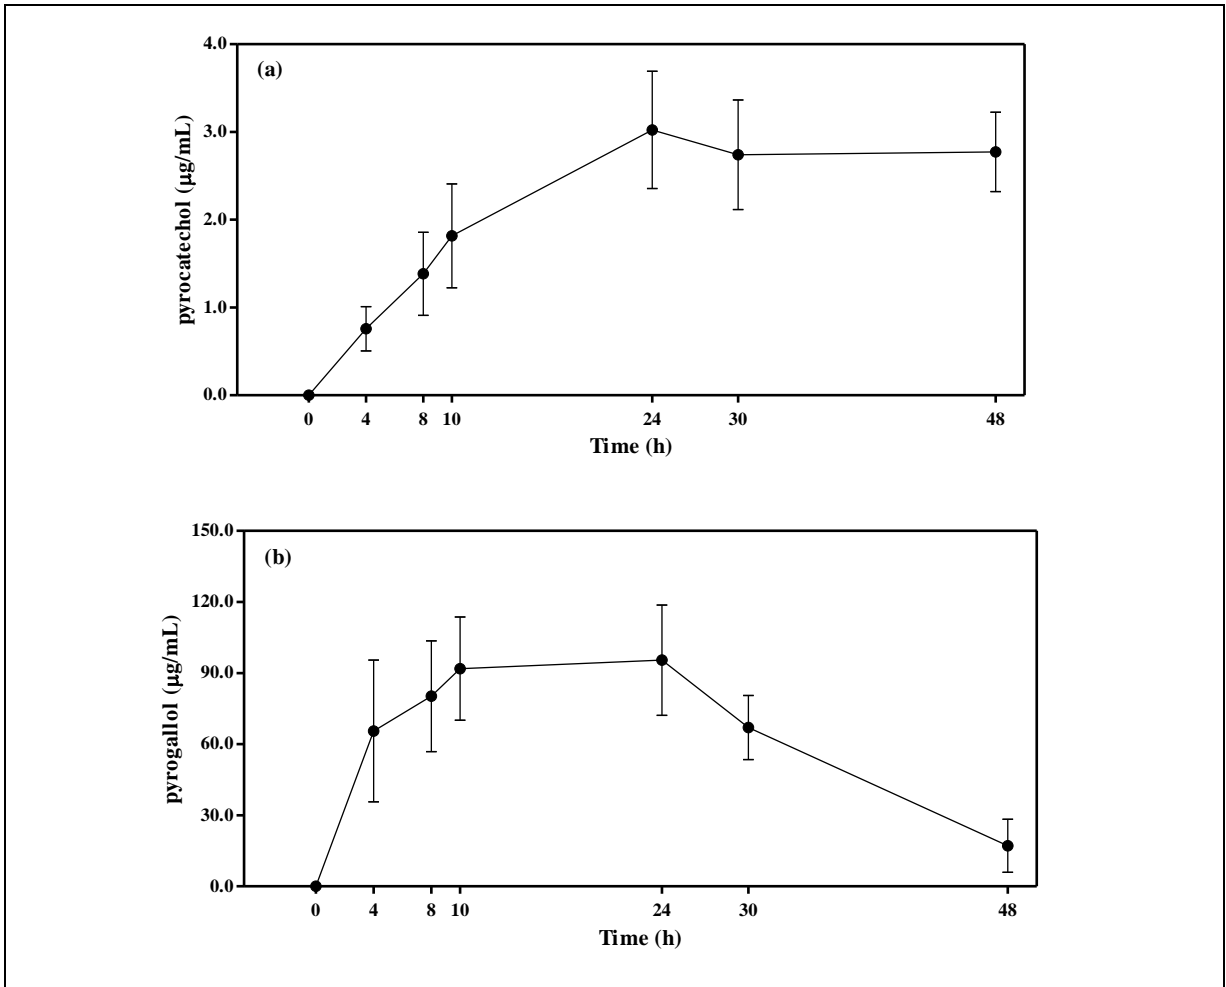 (a)
pyrocatechol (µg/mL)
4.0
3.0
2.0
1.0
0.0
0 4 8 10 24 30 48
Time (h)
(b)
pyrogallol (µg/mL)
150.0
120.0
90.0
60.0
30.0
0.0
0 4 8 10 24 30 48
Time (h)